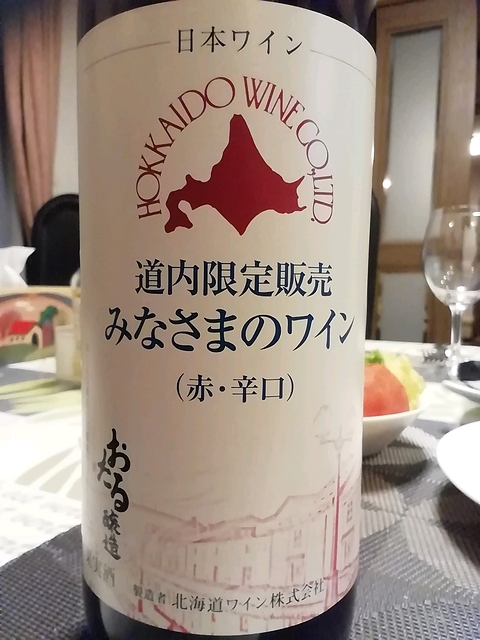 日本ワイン
HOKKAIDO WINE CO., LTD.
道内限定販売
みなさまのワイン
(赤・辛口)
おたる
醸造
実酒
製造者 北海道ワイン株式会社